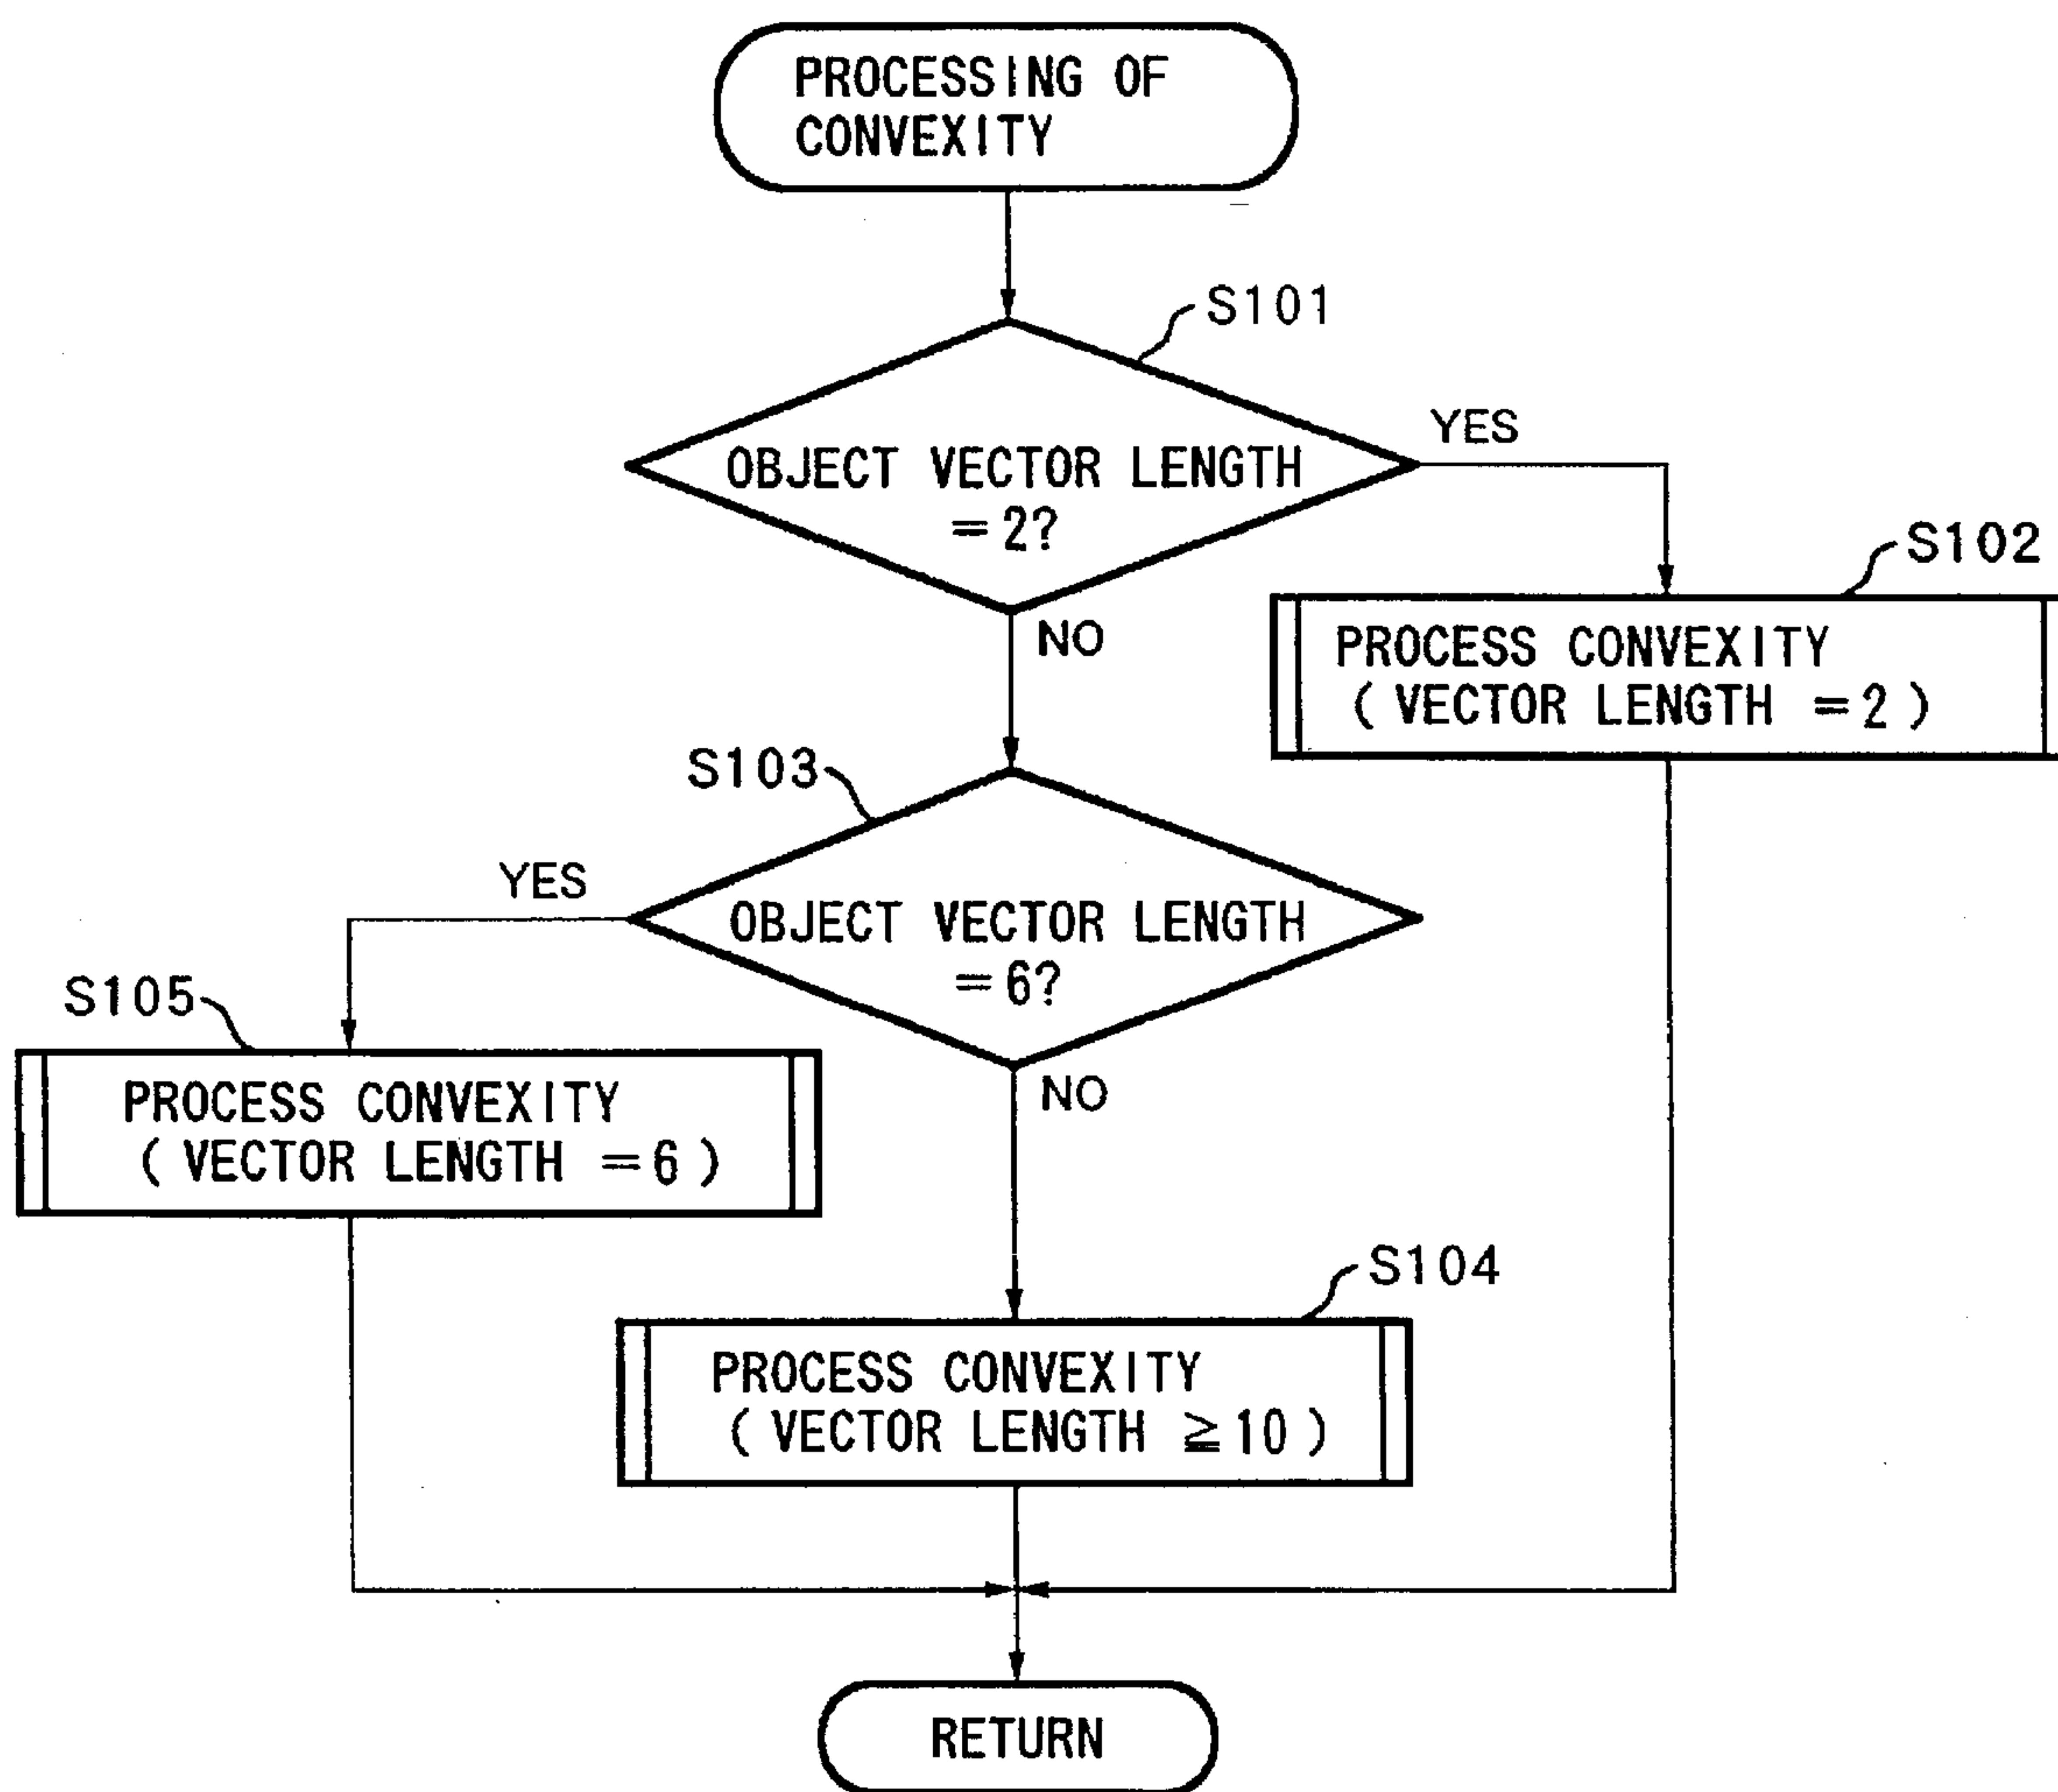 PROCESSING OF
CONVEXITY
S101
OBJECT VECTOR LENGTH
=2?
YES
NO
S102
PROCESS CONVEXITY
(VECTOR LENGTH =2)
S103
OBJECT VECTOR LENGTH
=6?
YES
NO
S105
PROCESS CONVEXITY
(VECTOR LENGTH =6)
S104
PROCESS CONVEXITY
(VECTOR LENGTH ≧10)
RETURN